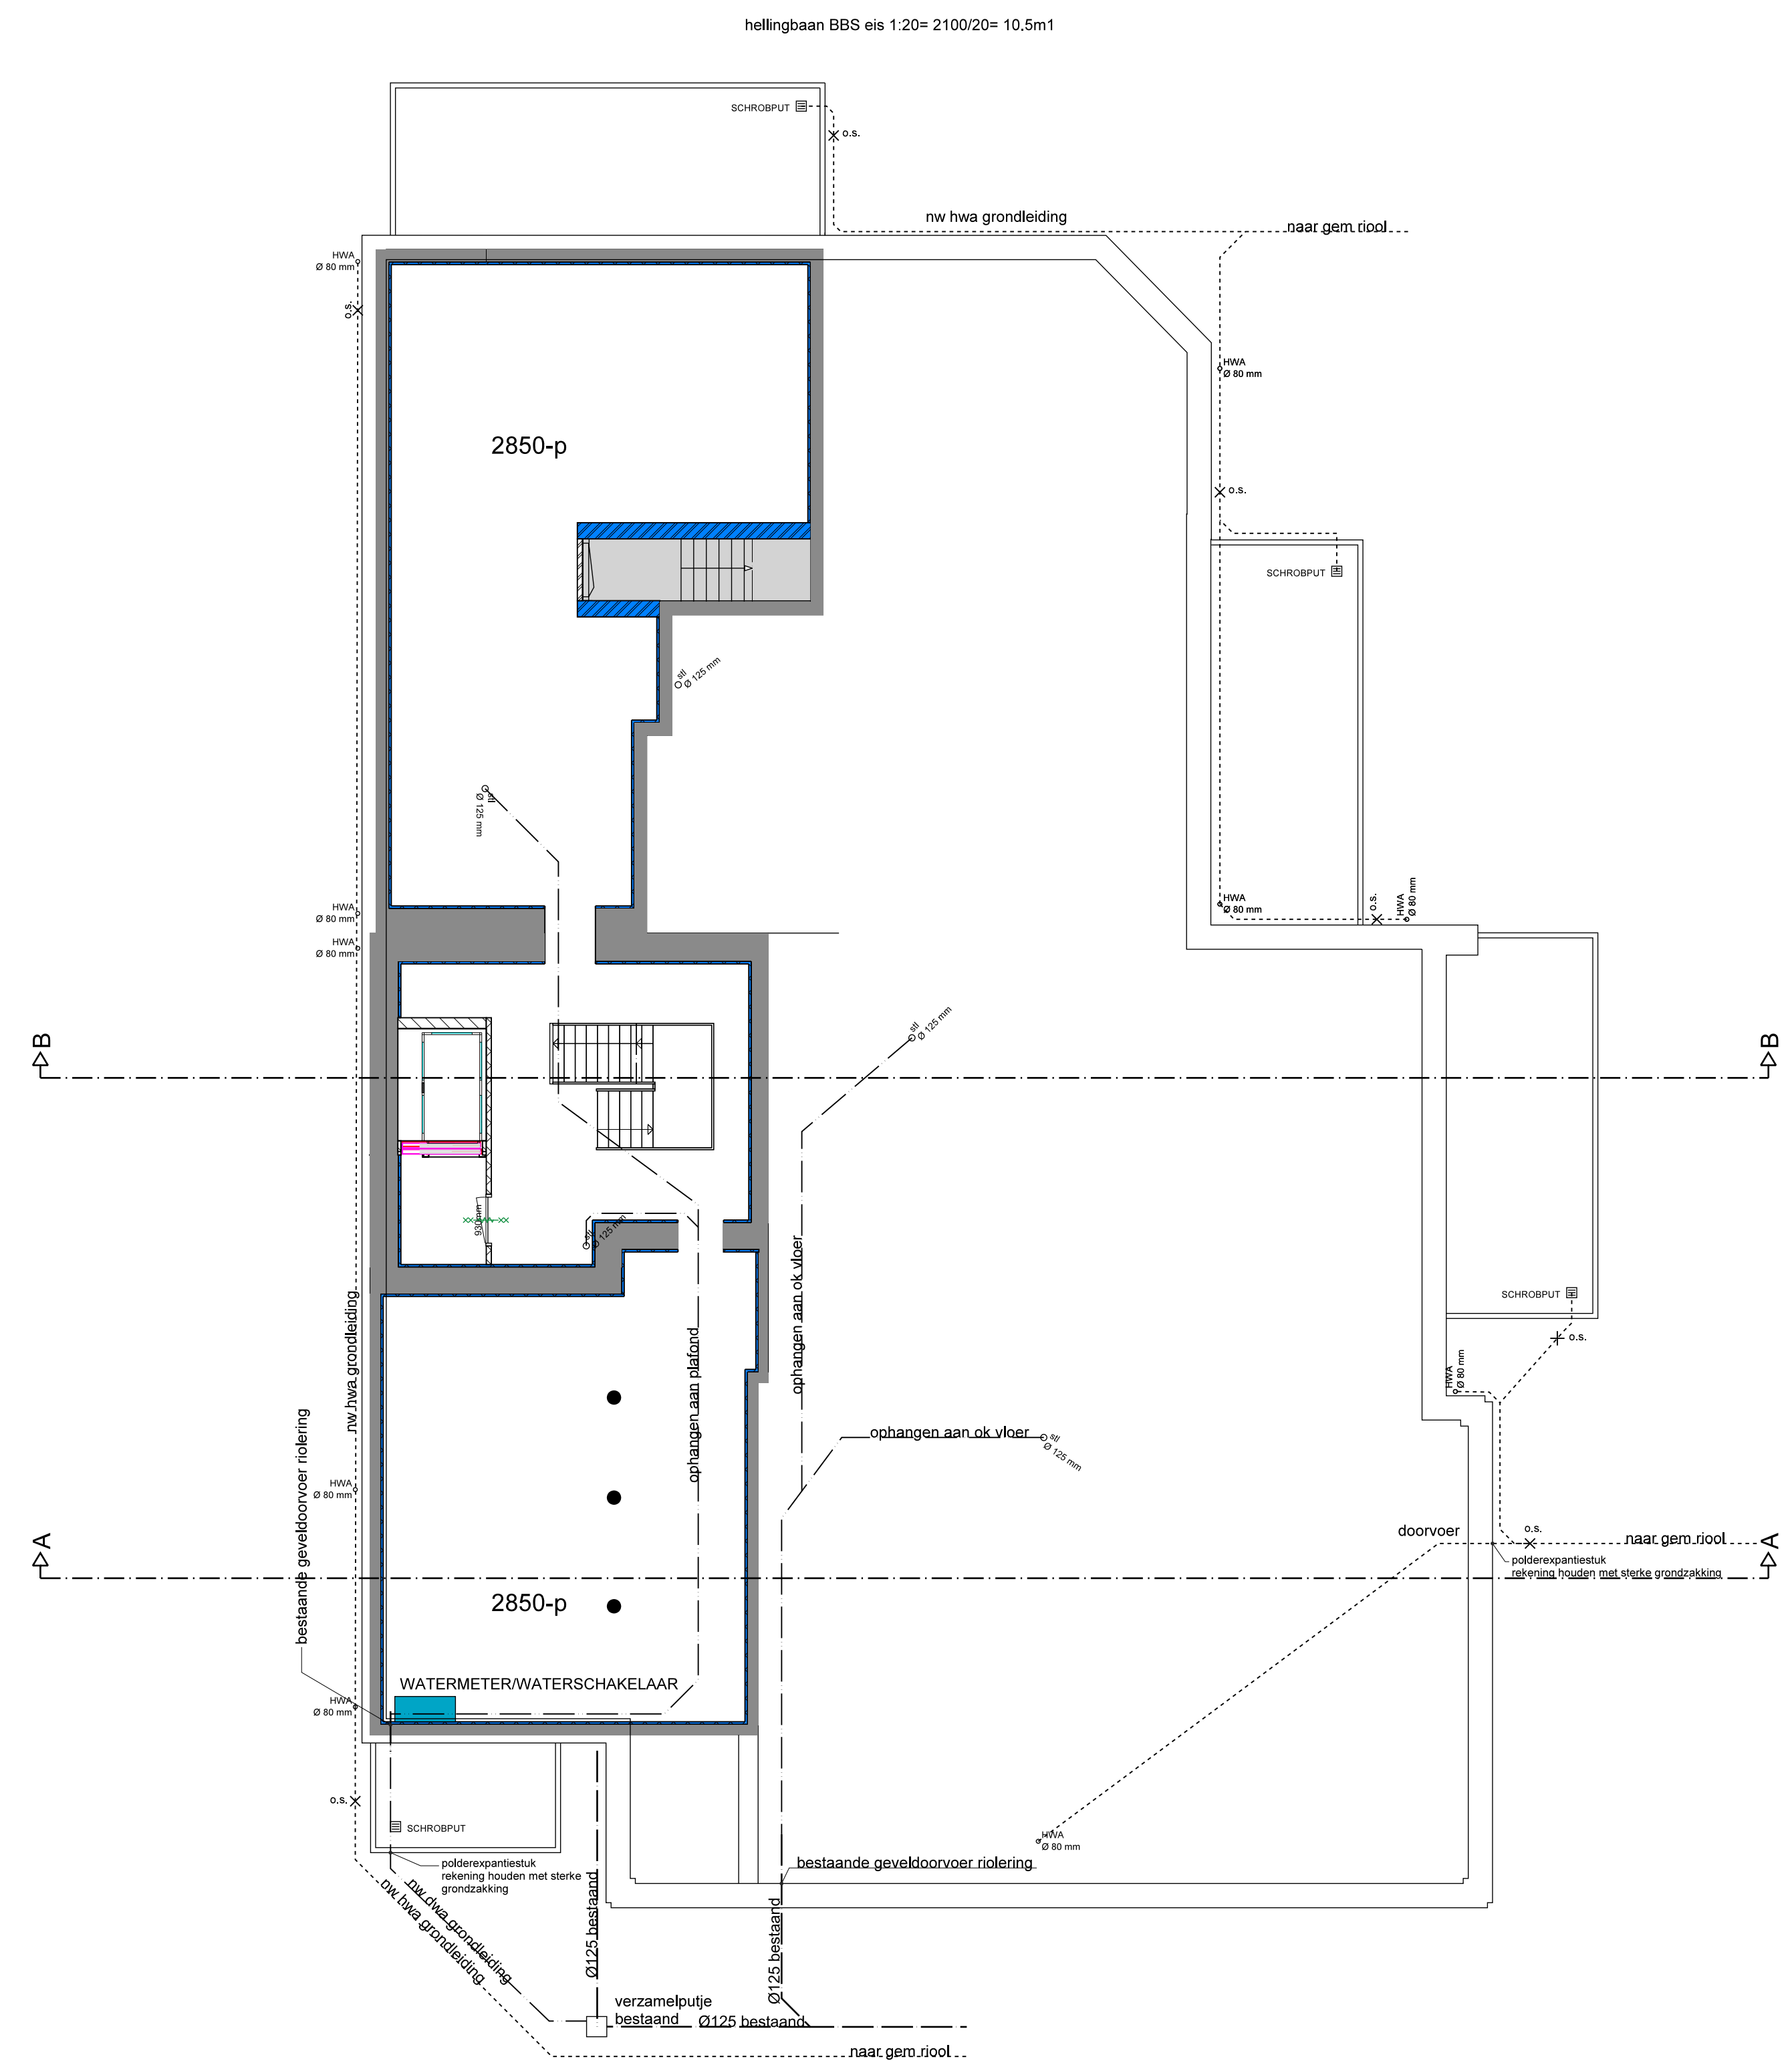 hellingbaan BBS eis 1:20= 2100/20= 10.5m1
SCHROBPUT
o.s.
nw hwa grondleiding
naar gem riool
HWA
Ø 80 mm
o.s.
HWA
Ø 80 mm
2850-p
o.s.
SCHROBPUT
stl
Ø 125 mm
stl
Ø 125 mm
HWA
Ø 80 mm
HWA
Ø 80 mm
o.s.
HWA
Ø 80 mm
HWA
Ø 80 mm
B
B
stl
Ø 125 mm
930mm
stl
Ø 125 mm
nw hwa grondleiding
ophangen aan plafond
ophangen aan ok vloer
SCHROBPUT
o.s.
HWA
Ø 80 mm
bestaande geveldoorvoer riolering
ophangen aan ok vloer
stl
Ø 125 mm
HWA
Ø 80 mm
A
A
doorvoer
o.s.
naar gem riool
polderexpantiestuk
rekening houden met sterke grondzakking
2850-p
WATERMETER/WATERSCHAKELAAR
HWA
Ø 80 mm
o.s.
SCHROBPUT
HWA
Ø 80 mm
polderexpantiestuk
rekening houden met sterke
grondzakking
bestaande geveldoorvoer riolering
nw dwa grondleiding
nw hwa grondleiding
Ø125 bestaand
Ø125 bestaand
verzamelputje
bestaand
Ø125 bestaand
naar gem riool